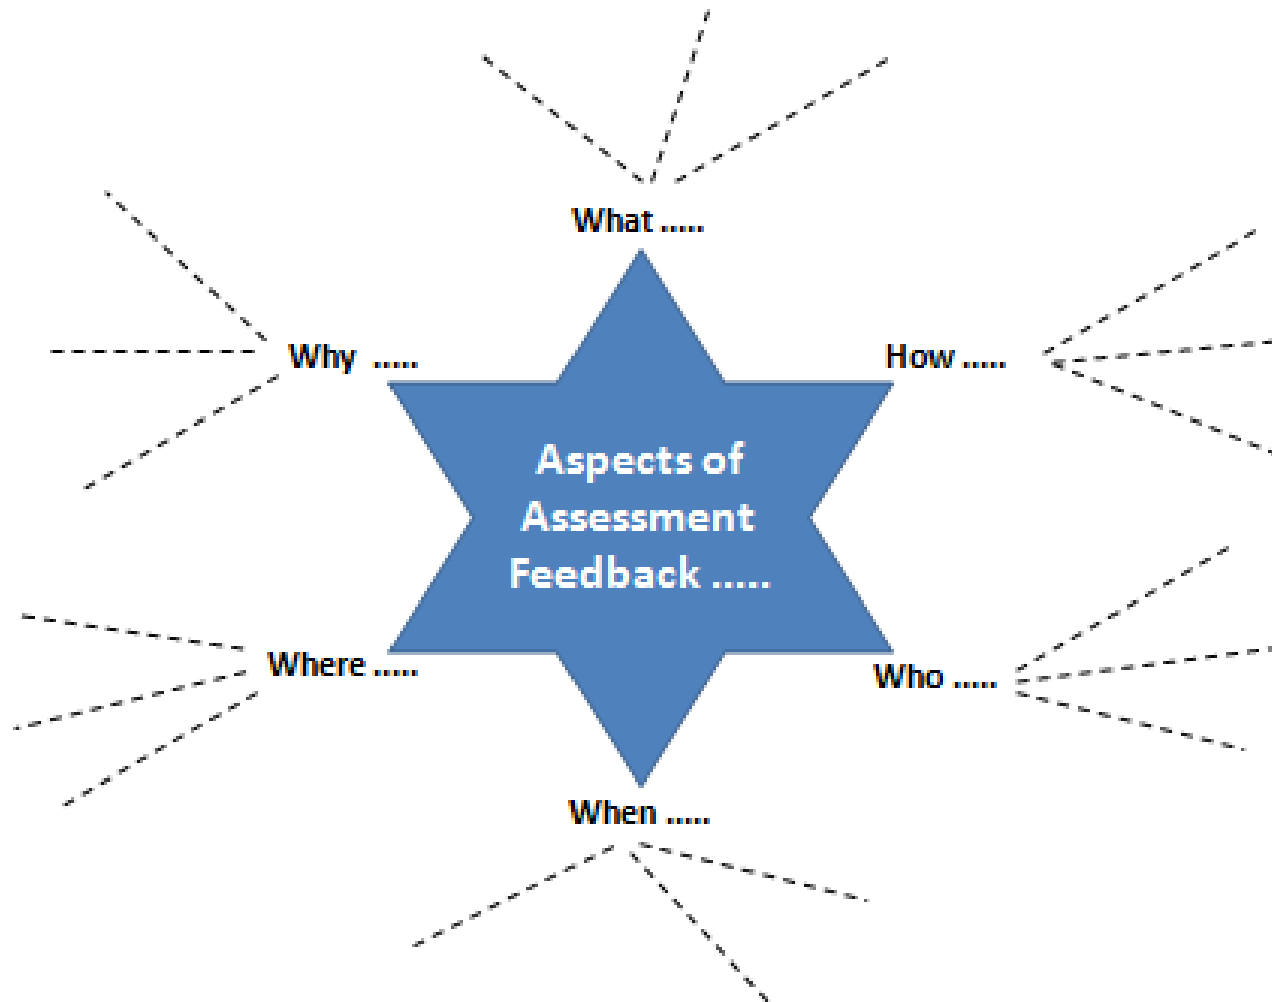 What .....
Why .....
How .....
Aspects of
Assessment
Feedback .....
Where .....
Who .....
When .....